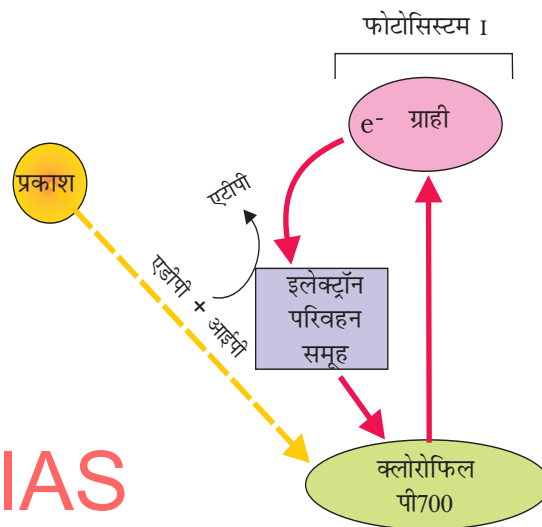 फोटोसिस्टम I
e- ग्राही
प्रकाश
एटीपी
एडीपी + आईपी
इलेक्ट्रॉन
परिवहन
समूह
क्लोरोफिल
पी700
IAS